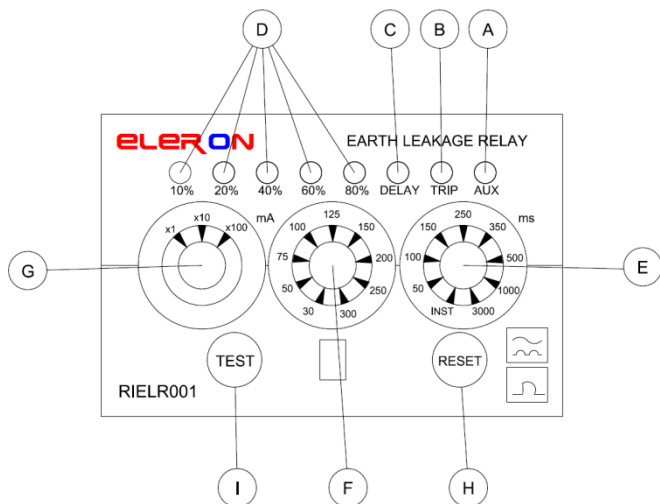 D C B A
ELERON EARTH LEAKAGE RELAY
10% 20% 40% 60% 80% DELAY TRIP AUX
x1 x10 x100 mA
30 50 75 100 125 150 200 250 300
INST 50 100 150 250 350 500 1000 3000 ms
G E
TEST RESET
RIELR001
I F H